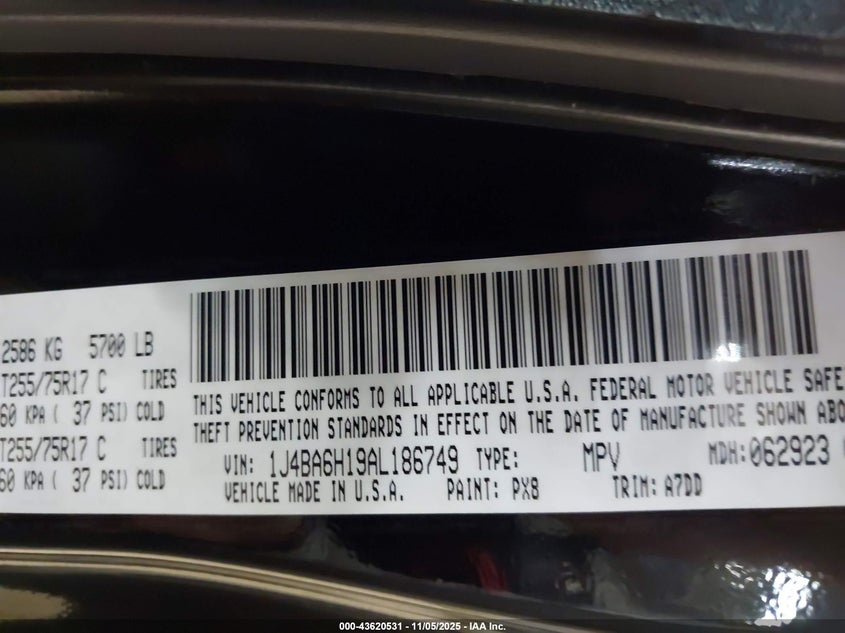 2586 KG 5700 LB
T255/75R17 C TIRES
60 KPA ( 37 PSI) COLD
T255/75R17 C TIRES
60 KPA ( 37 PSI) COLD
THIS VEHICLE CONFORMS TO ALL APPLICABLE U.S.A. FEDERAL MOTOR VEHICLE SAFE
THEFT PREVENTION STANDARDS IN EFFECT ON THE DATE OF MANUFACTURE SHOWN ABO
VIN: 1J4BA6H19AL186749 TYPE: MPV MDH: 062923
VEHICLE MADE IN U.S.A. PAINT: PX8 TRIM: A7DD
000-43620531 - 11/05/2025 - IAA Inc.